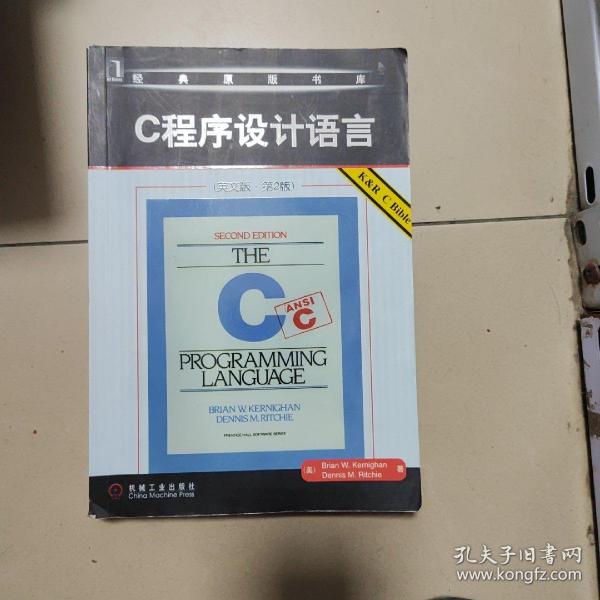 经典原版书库
C程序设计语言
(英文版·第2版)
K&R C Bible
SECOND EDITION
THE
C
ANSI
C
PROGRAMMING
LANGUAGE
BRIAN W. KERNIGHAN
DENNIS M. RITCHIE
PRENTICE HALL SOFTWARE SERIES
(美) Brian W. Kernighan
Dennis M. Ritchie 著
机械工业出版社
China Machine Press
孔夫子旧书网
www.kongfz.com